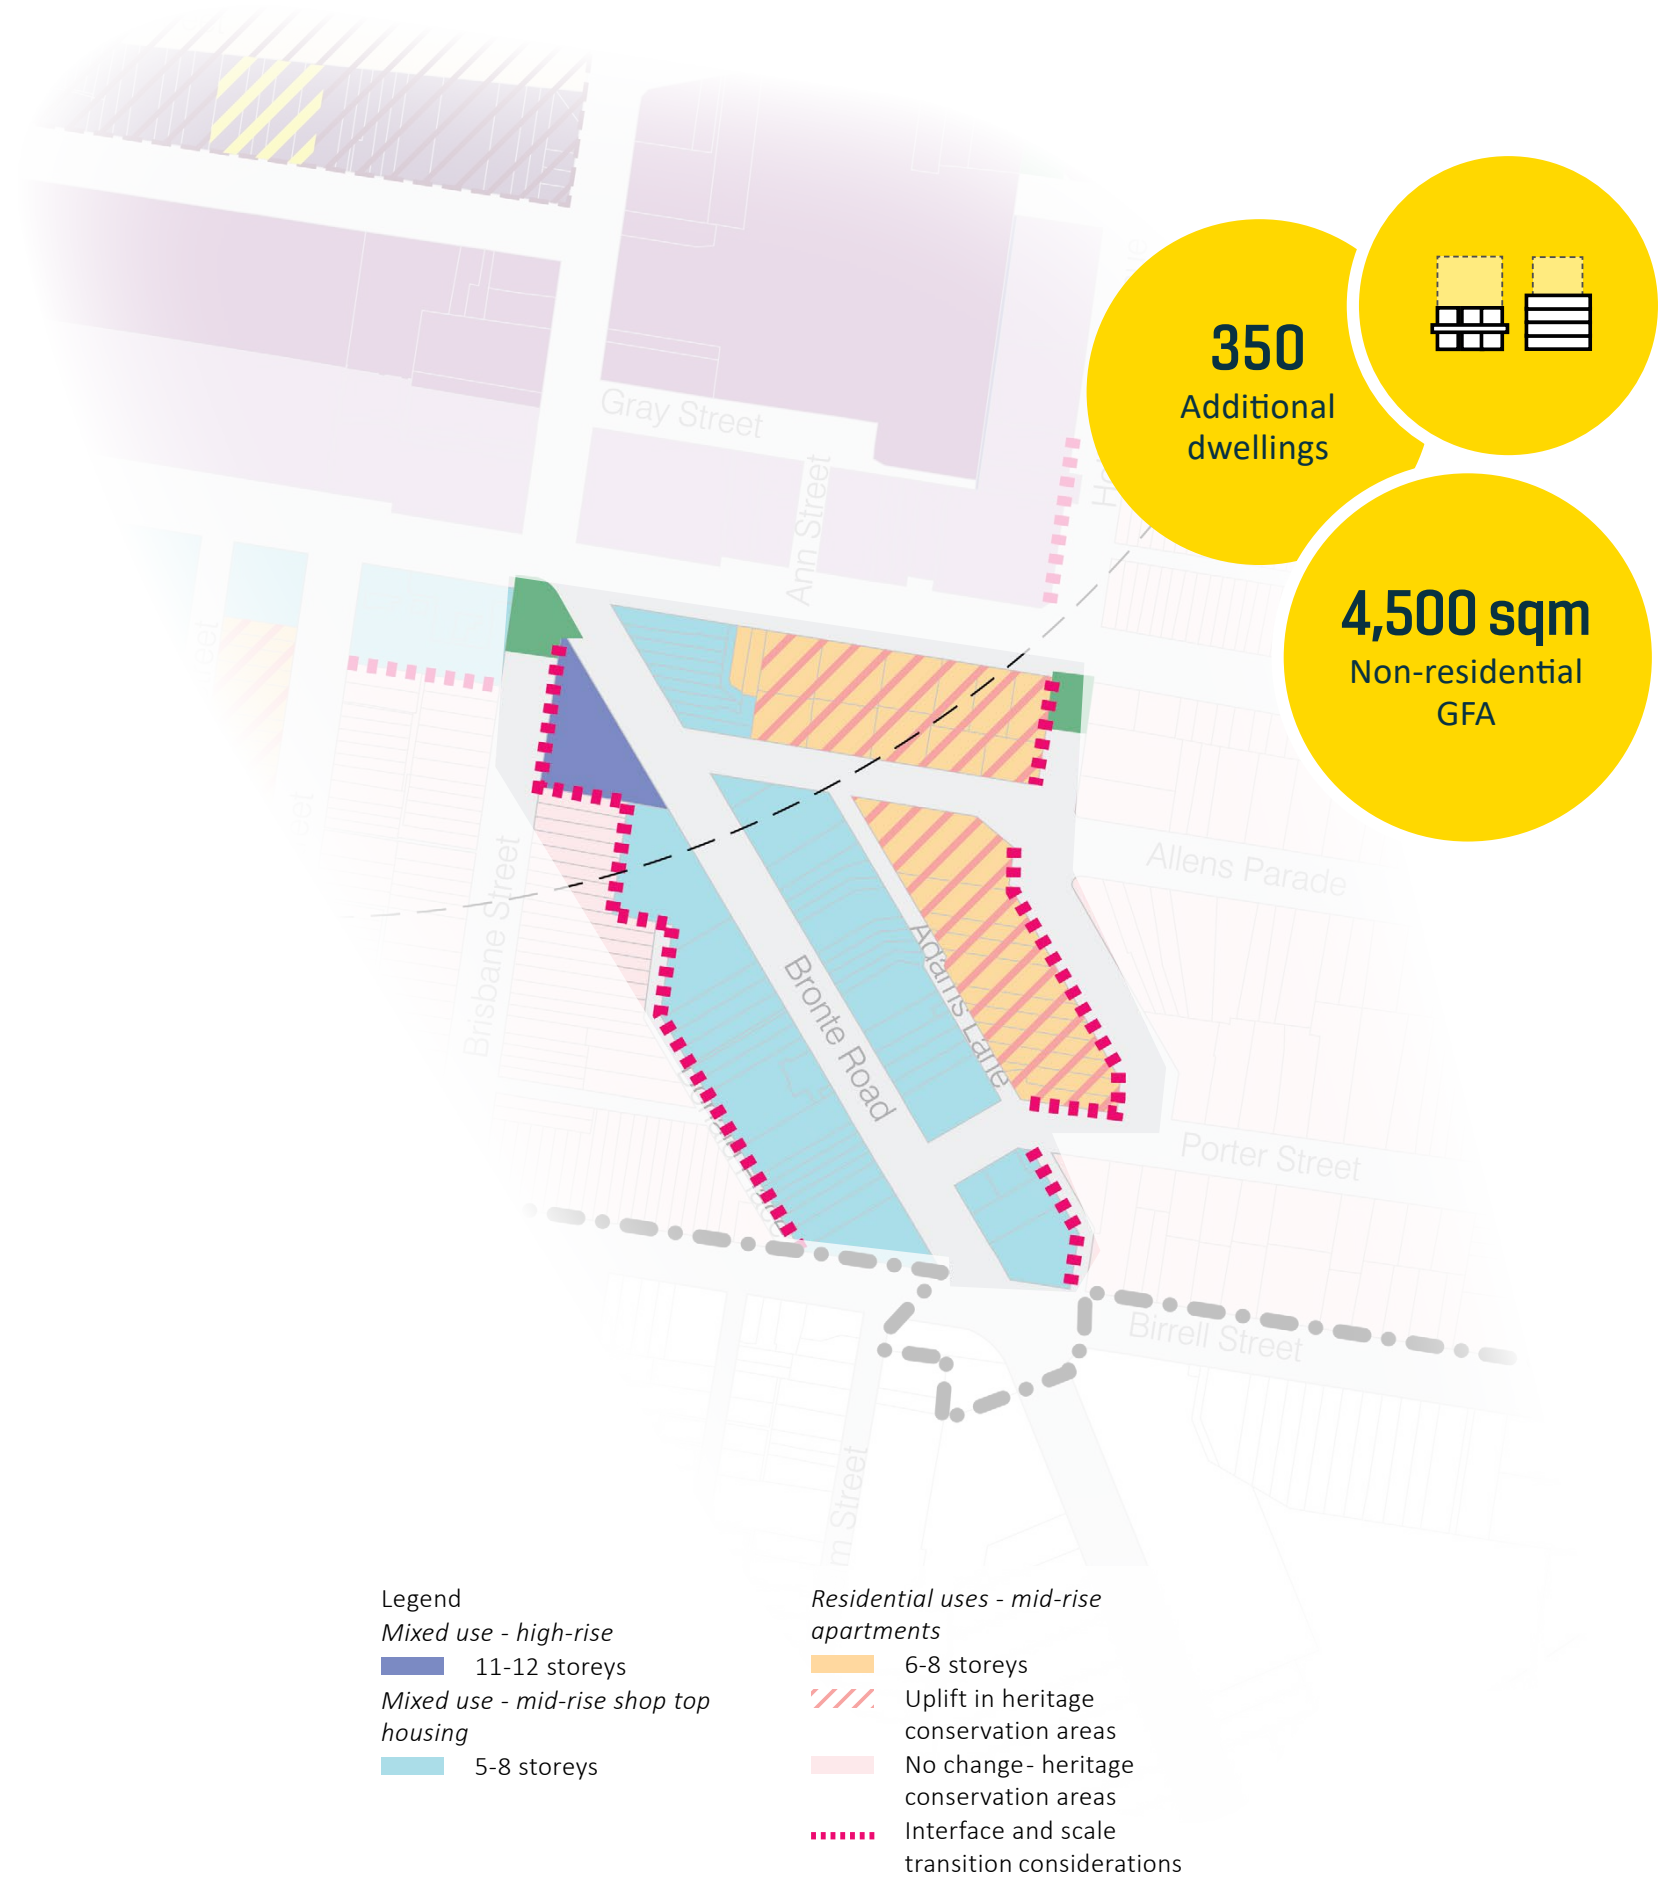 350
Additional
dwellings
4,500 sqm
Non-residential
GFA
Gray Street
Ann Street
Allens Parade
Brisbane Street
Bronte Road
Adams Lane
Porter Street
Birrell Street
Street
Legend
Mixed use - high-rise
11-12 storeys
Mixed use - mid-rise shop top
housing
5-8 storeys
Residential uses - mid-rise
apartments
6-8 storeys
Uplift in heritage
conservation areas
No change - heritage
conservation areas
Interface and scale
transition considerations